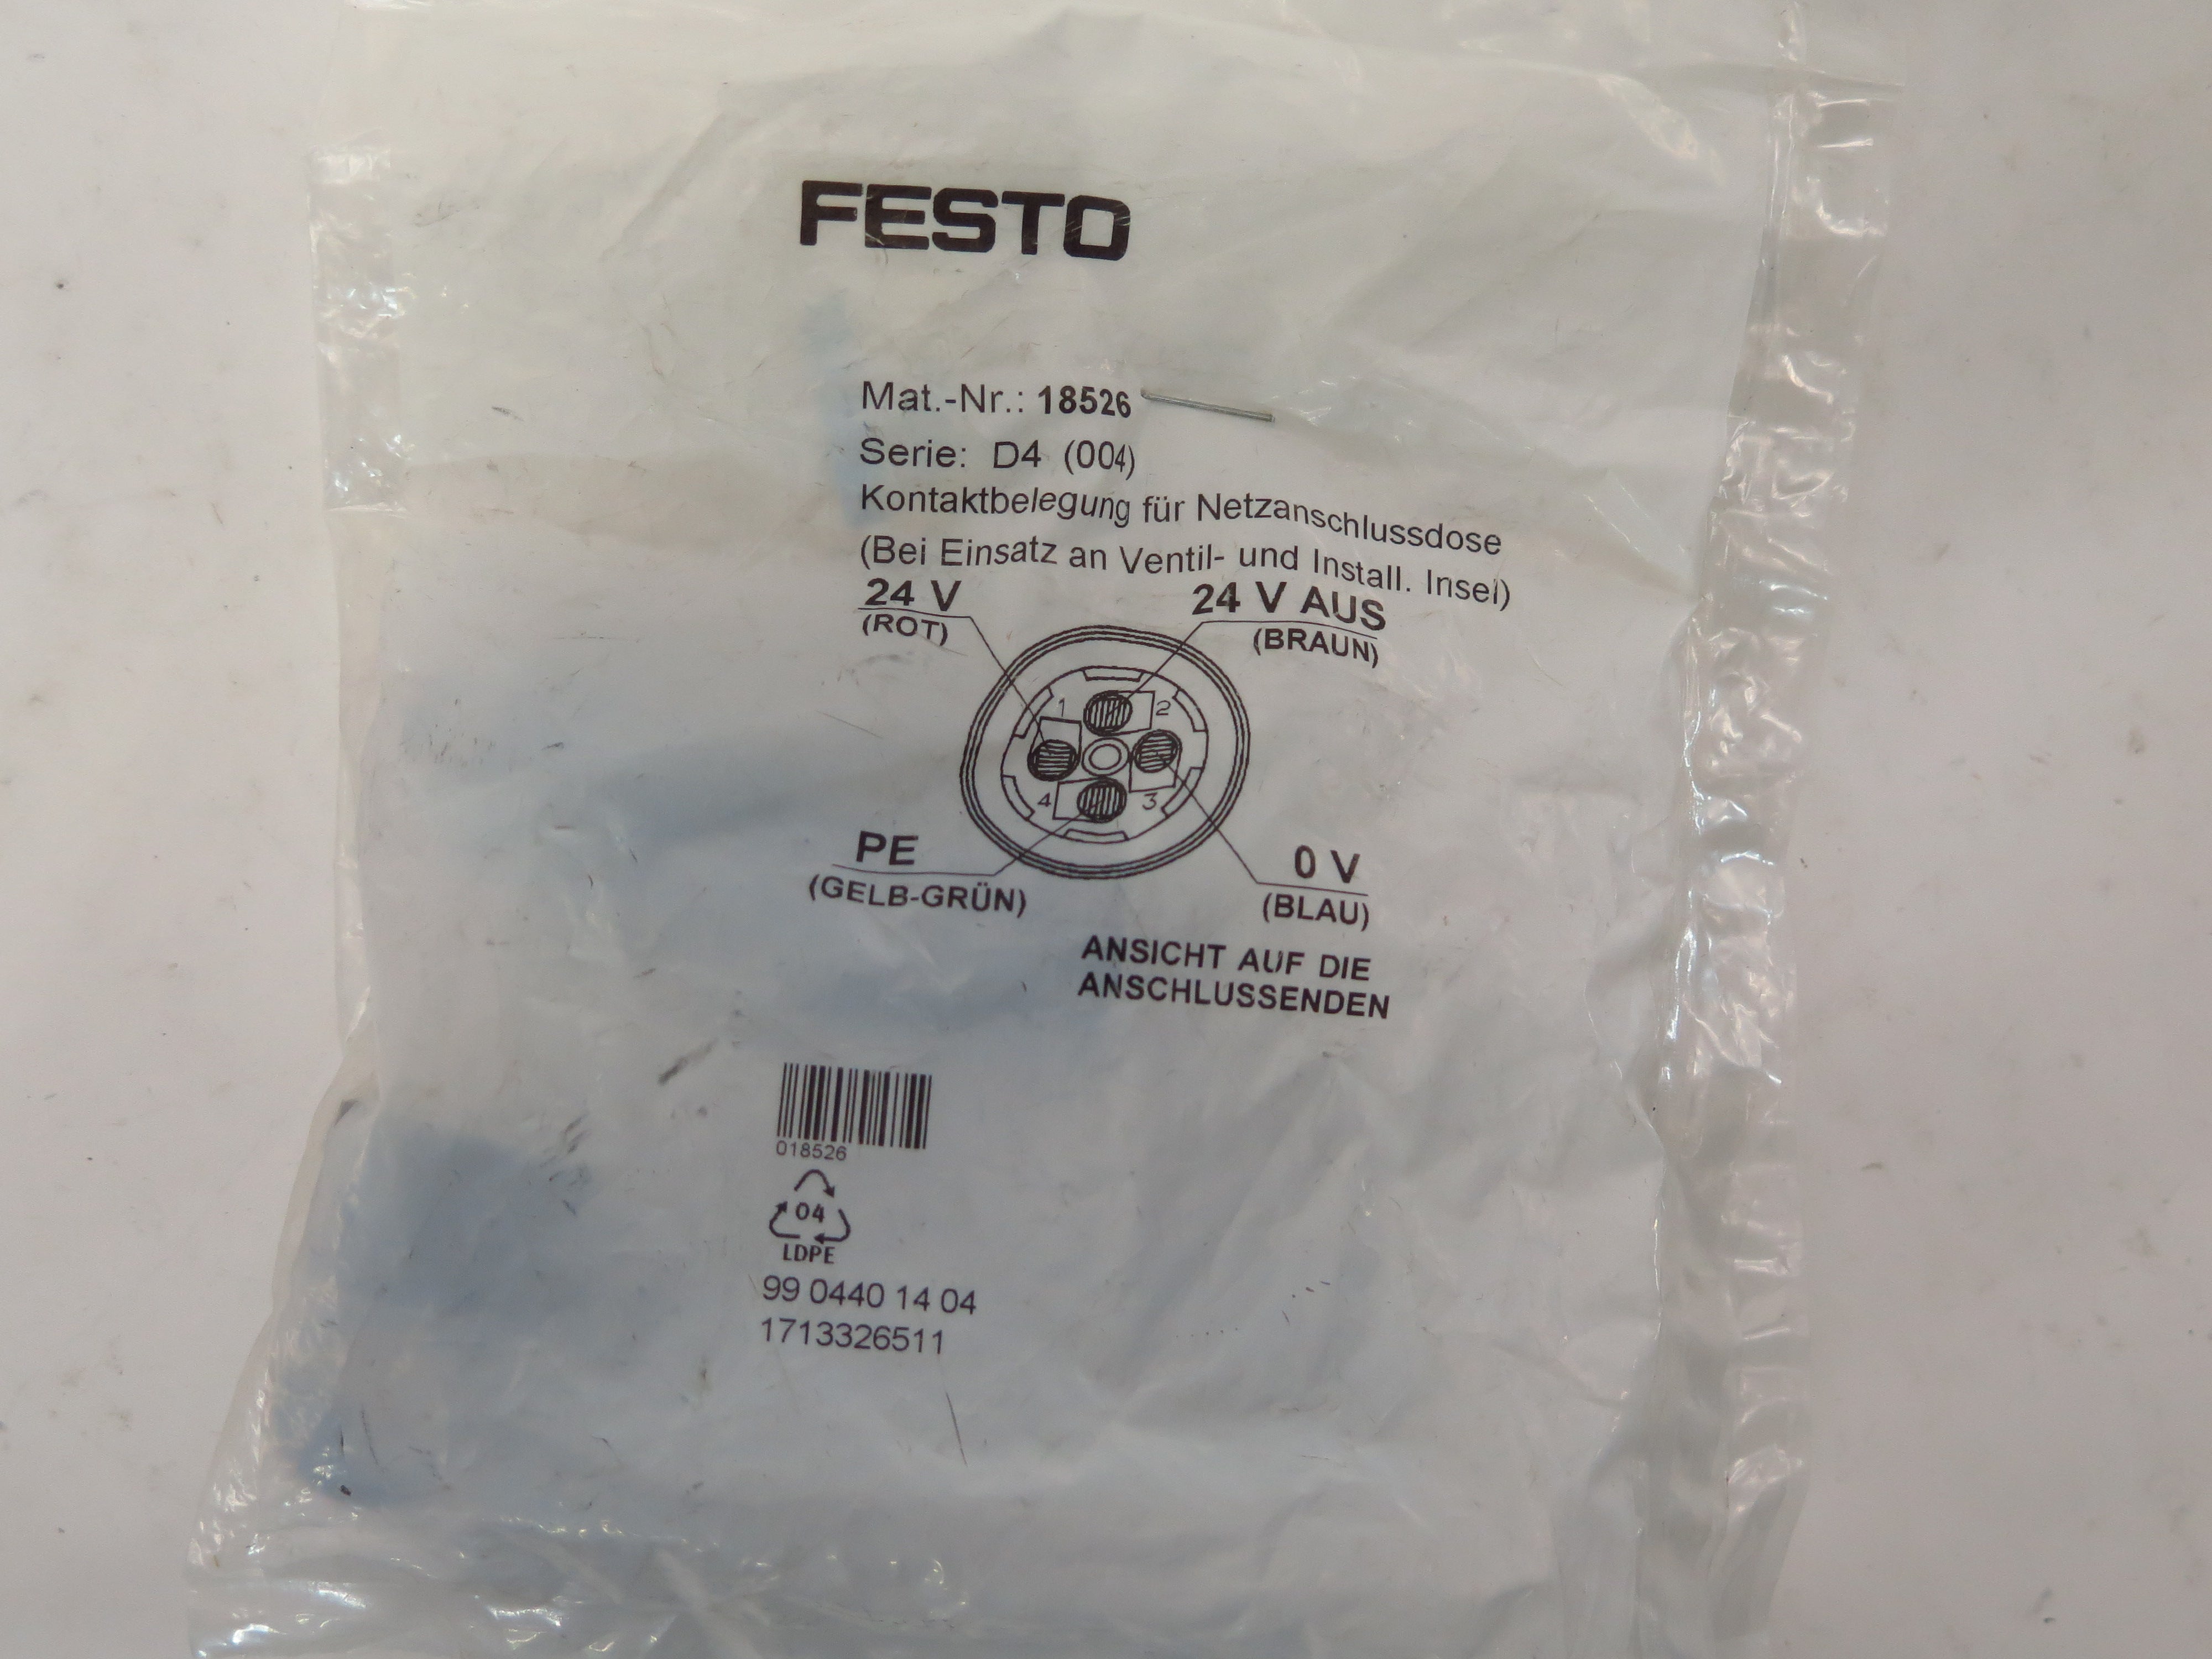 FESTO
Mat.-Nr.: 18526
Serie: D4 (004)
Kontaktbelegung für Netzanschlussdose
(Bei Einsatz an Ventil- und Install. Insel)
24 V
(ROT)
24 V AUS
(BRAUN)
1
2
4
3
PE
(GELB-GRÜN)
0 V
(BLAU)
ANSICHT AUF DIE
ANSCHLUSSENDEN
018526
04
LDPE
99 0440 14 04
1713326511